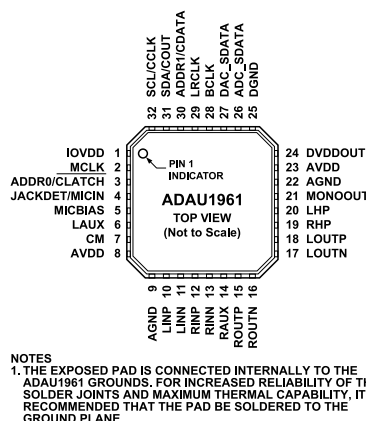 32 SCL/CCLK
31 SDA/COUT
30 ADDR1/CDATA
29 LRCLK
28 BCLK
27 DAC_SDATA
26 ADC_SDATA
25 DGND
IOVDD 1
MCLK 2
ADDR0/CLATCH 3
JACKDET/MICIN 4
MICBIAS 5
LAUX 6
CM 7
AVDD 8
PIN 1
INDICATOR
ADAU1961
TOP VIEW
(Not to Scale)
24 DVDDOUT
23 AVDD
22 AGND
21 MONOOUT
20 LHP
19 RHP
18 LOUTP
17 LOUTN
AGND 9
LINP 10
LINN 11
RINP 12
RINN 13
RAUX 14
ROUTP 15
ROUTN 16
NOTES
1. THE EXPOSED PAD IS CONNECTED INTERNALLY TO THE
ADAU1961 GROUNDS. FOR INCREASED RELIABILITY OF TH
SOLDER JOINTS AND MAXIMUM THERMAL CAPABILITY, IT
RECOMMENDED THAT THE PAD BE SOLDERED TO THE
GROUND PLANE